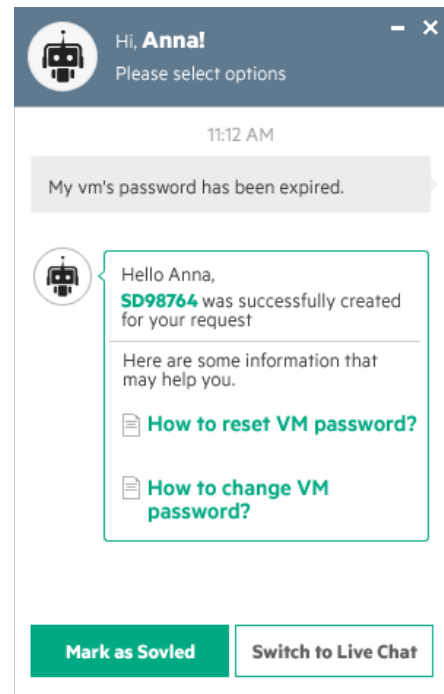 Hi, Anna!
Please select options
11:12 AM
My vm's password has been expired.
Hello Anna,
SD98764 was successfully created
for your request
Here are some information that
may help you.
How to reset VM password?
How to change VM
password?
Mark as Sovled
Switch to Live Chat